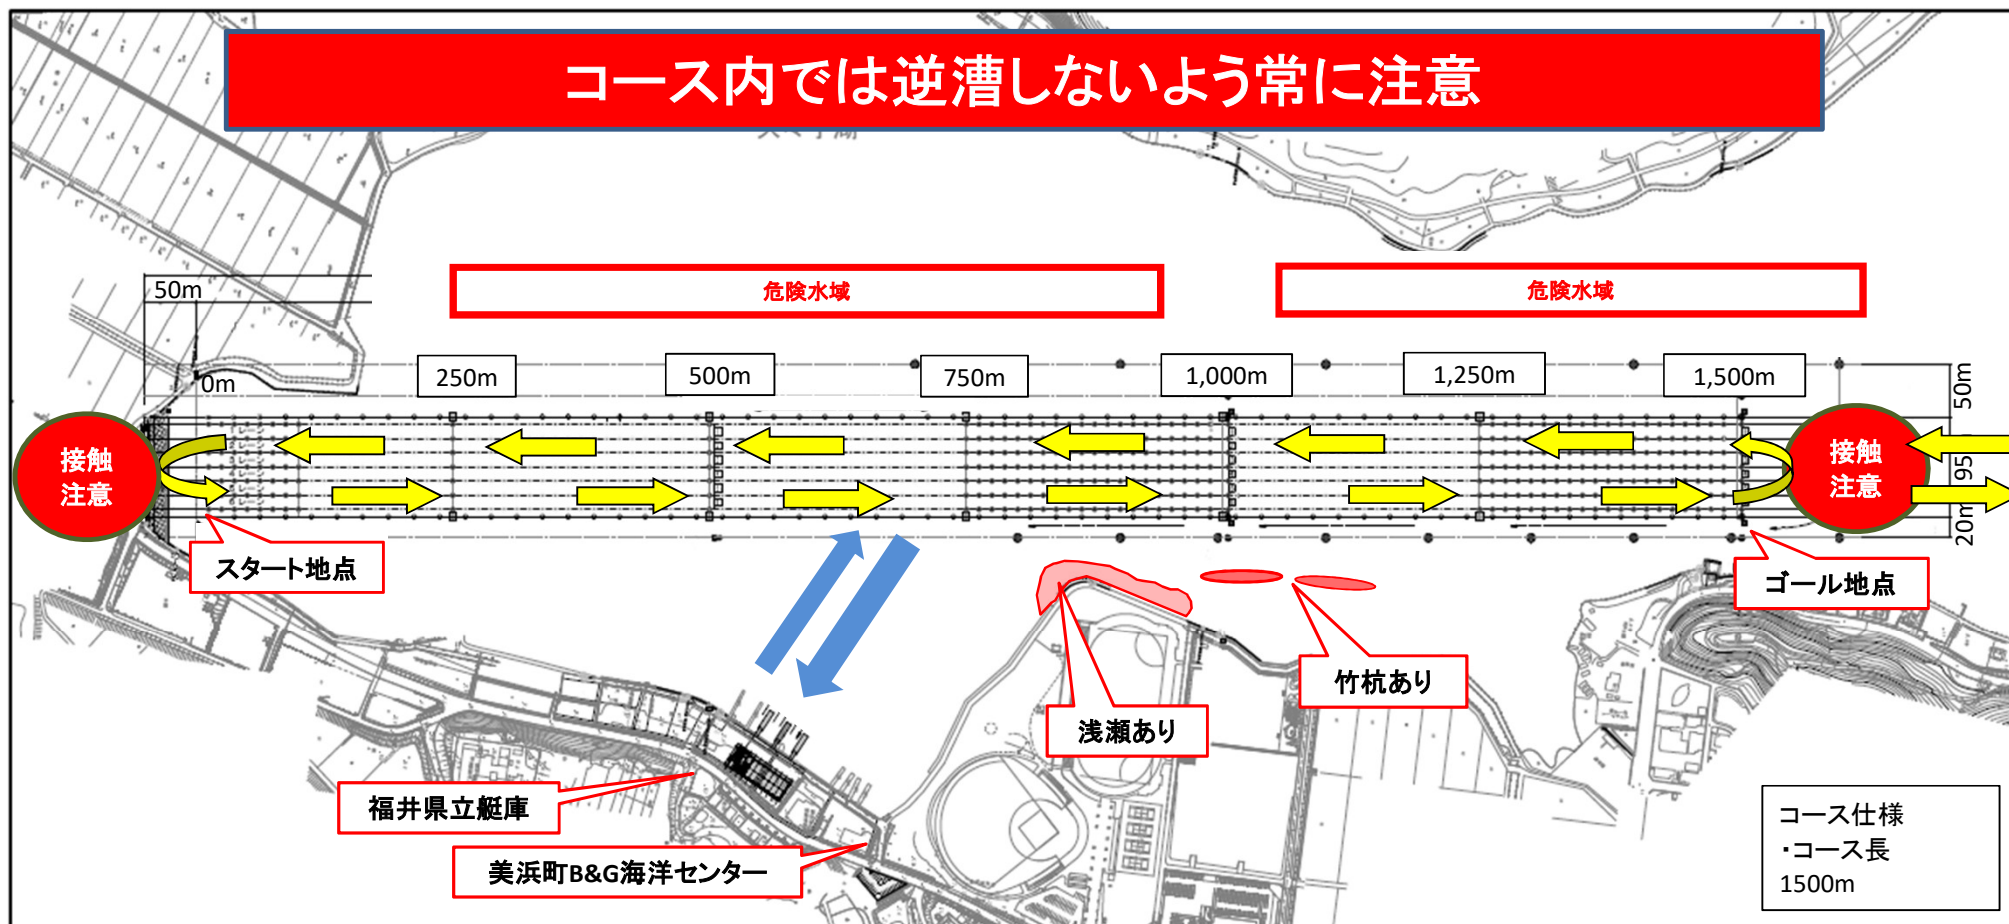 コース内では逆漕しないよう常に注意
50m
危険水域
危険水域
0m
250m
500m
750m
1,000m
1,250m
1,500m
50m
95m
20m
接触
注意
接触
注意
スタート地点
ゴール地点
竹杭あり
浅瀬あり
福井県立艇庫
美浜町B&G海洋センター
コース仕様
・コース長
1500m